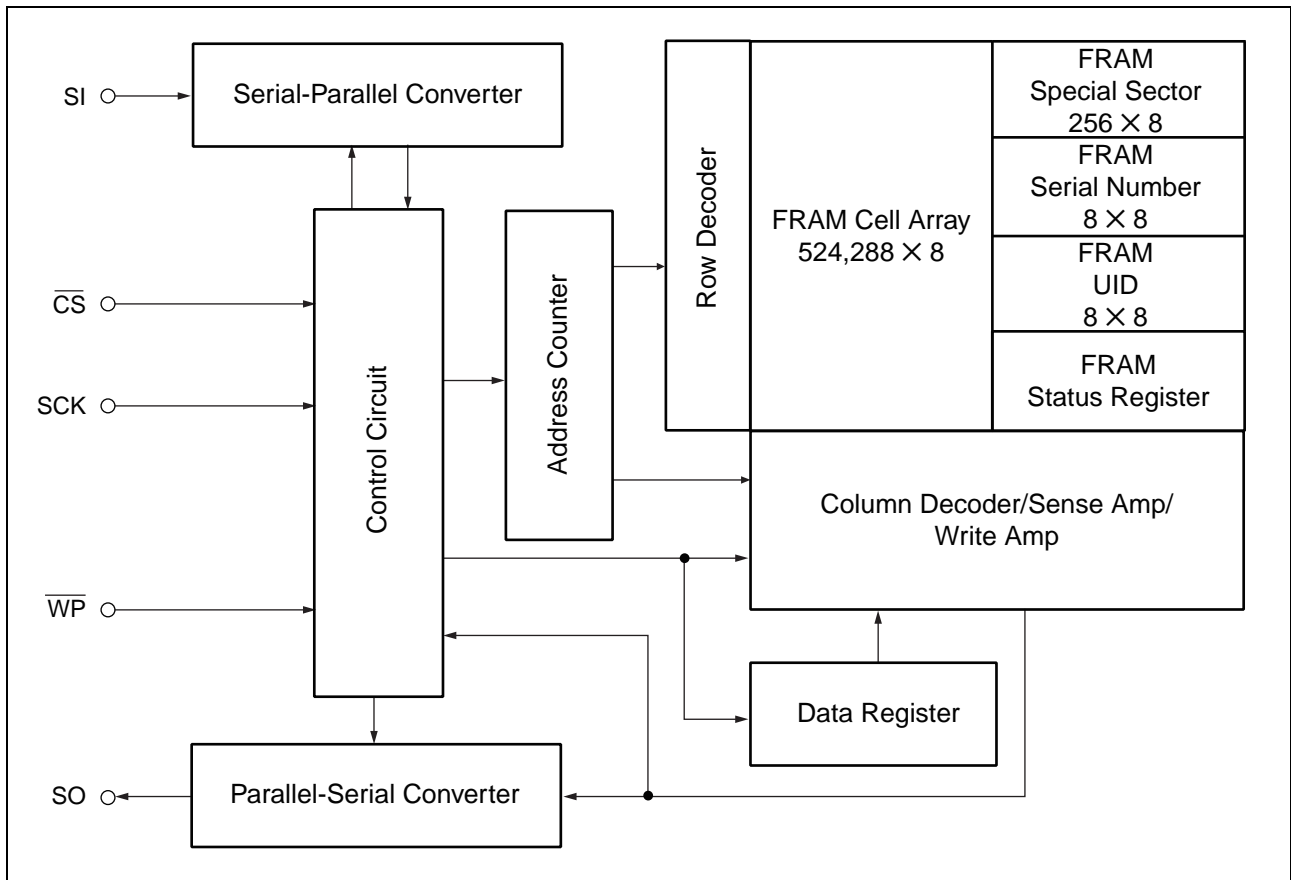 SI
Serial-Parallel Converter
CS
SCK
WP
SO
Control Circuit
Address Counter
Row Decoder
FRAM Cell Array
524,288 × 8
FRAM
Special Sector
256 × 8
FRAM
Serial Number
8 × 8
FRAM
UID
8 × 8
FRAM
Status Register
Column Decoder/Sense Amp/
Write Amp
Data Register
Parallel-Serial Converter